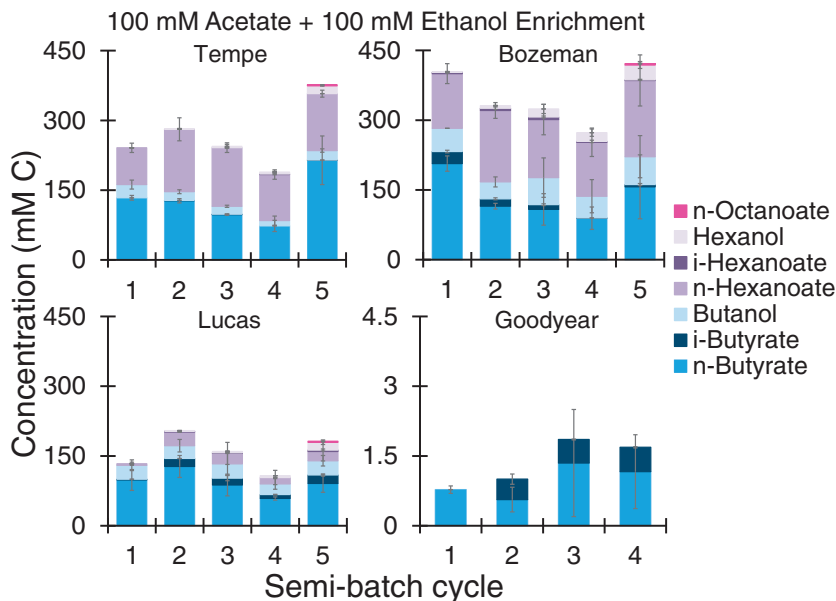 100 mM Acetate + 100 mM Ethanol Enrichment
Tempe
Bozeman
450
300
150
0
1 2 3 4 5
450
300
150
0
1 2 3 4 5
Lucas
Goodyear
450
300
150
0
1 2 3 4 5
4.5
3
1.5
0
1 2 3 4
Concentration (mM C)
Semi-batch cycle
n-Octanoate
Hexanol
i-Hexanoate
n-Hexanoate
Butanol
i-Butyrate
n-Butyrate